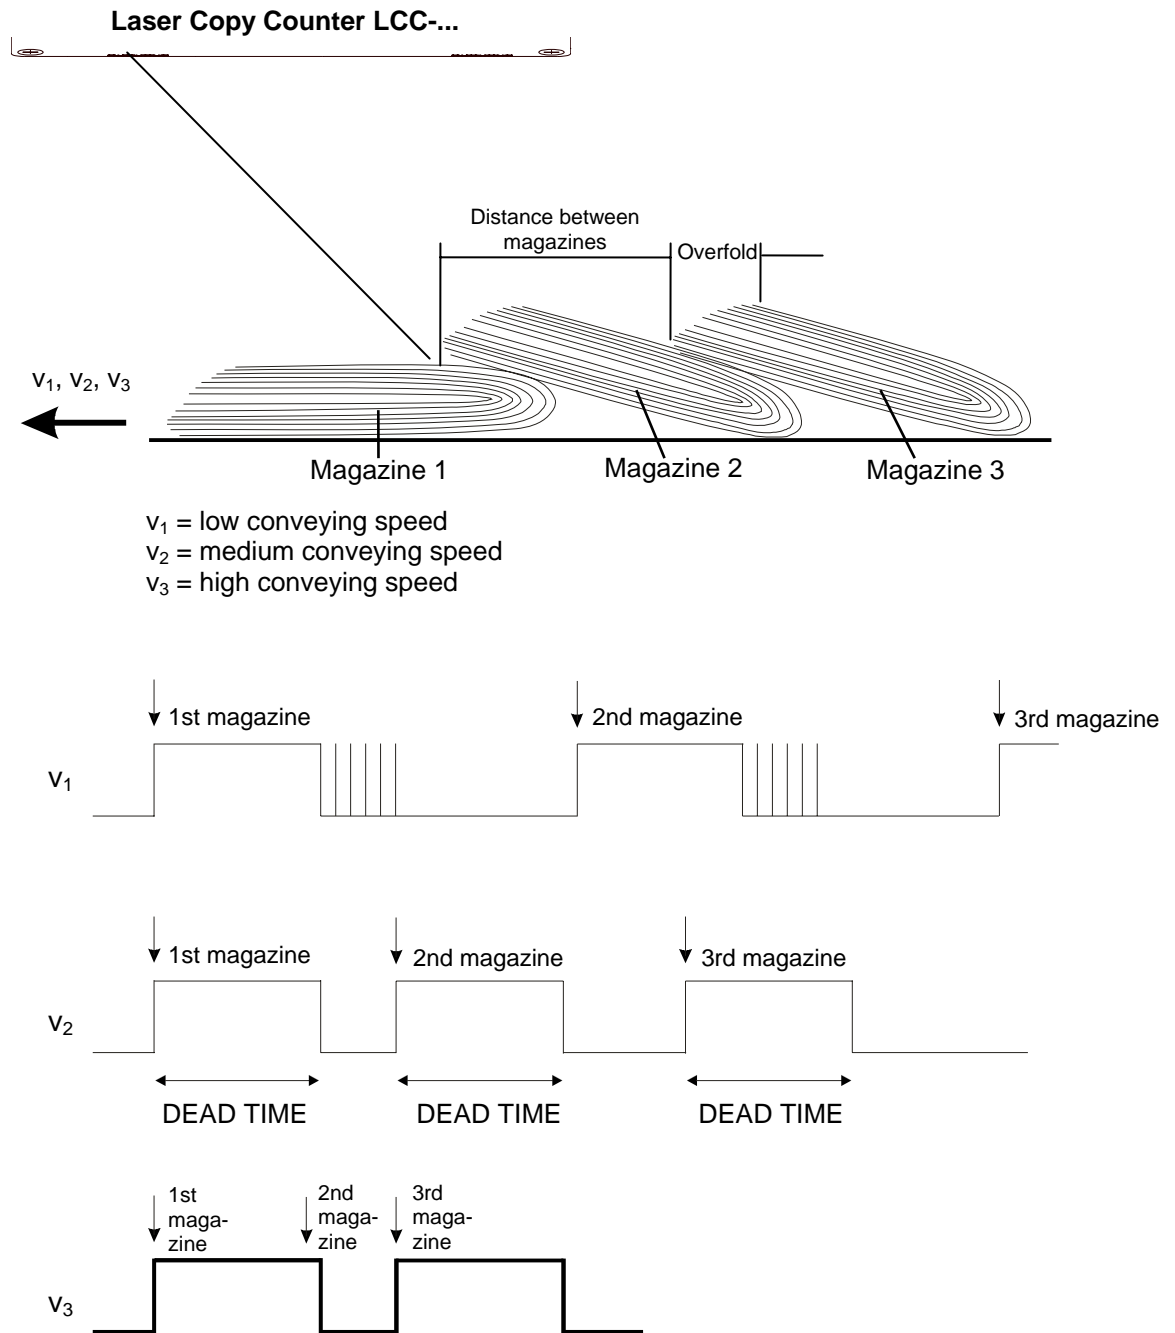 Laser Copy Counter LCC-...
Distance between
magazines
Overfold
v1, v2, v3
Magazine 1
Magazine 2
Magazine 3
v1 = low conveying speed
v2 = medium conveying speed
v3 = high conveying speed
1st magazine
2nd magazine
3rd magazine
v1
1st magazine
2nd magazine
3rd magazine
v2
DEAD TIME
DEAD TIME
DEAD TIME
1st
maga-
zine
2nd
maga-
zine
3rd
maga-
zine
v3